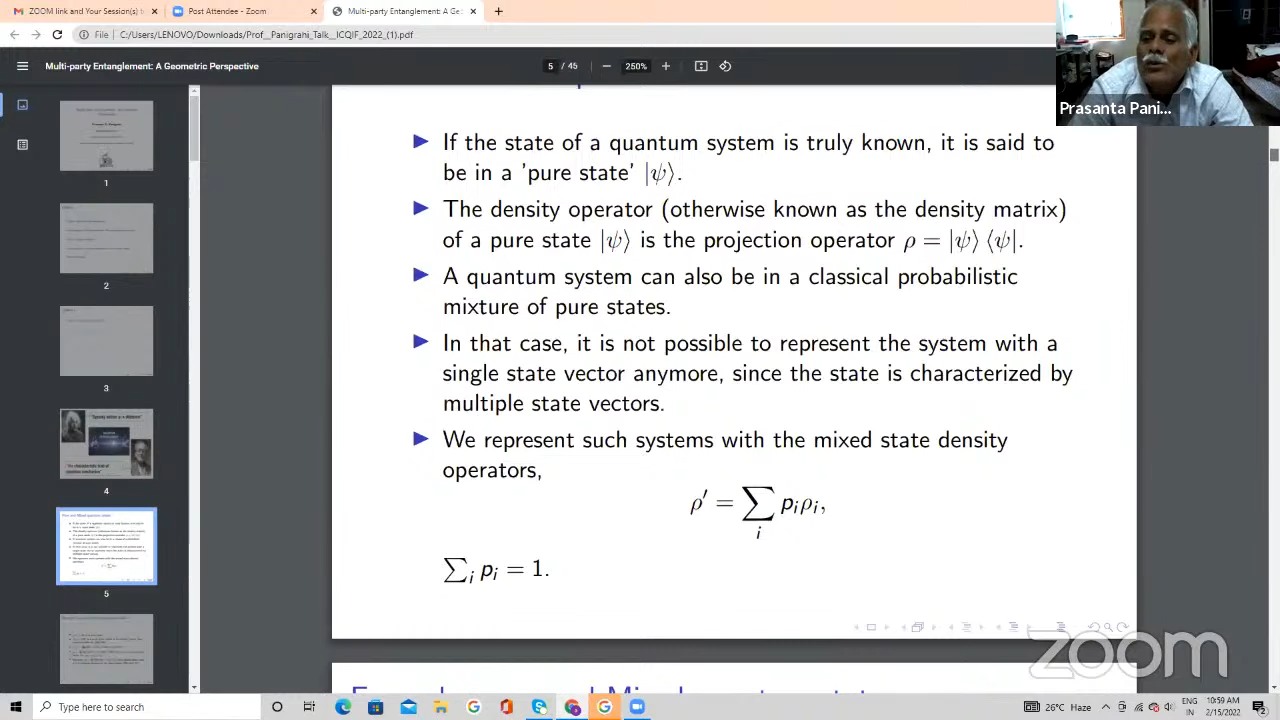 ZOOM link and Your Session(s) t
Post Attendee - Zoom
Multi-party Entanglement: A Ge
File
C:/Users/LENOVO/Downloads/Prof_Panigrahi_Talk_ICQT_2022_(1).pdf
Multi-party Entanglement: A Geometric Perspective
5 / 45
250%
Prasanta Pani...
▶ If the state of a quantum system is truly known, it is said to
be in a 'pure state' |ψ⟩.
▶ The density operator (otherwise known as the density matrix)
of a pure state |ψ⟩ is the projection operator ρ = |ψ⟩ ⟨ψ|.
▶ A quantum system can also be in a classical probabilistic
mixture of pure states.
▶ In that case, it is not possible to represent the system with a
single state vector anymore, since the state is characterized by
multiple state vectors.
▶ We represent such systems with the mixed state density
operators,
ρ′ = ∑ᵢ pᵢρᵢ,
∑ᵢ pᵢ = 1.
1
2
3
4
5
zoom
Type here to search
26°C Haze
ENG
IN
10:59 AM
2/15/2022
2